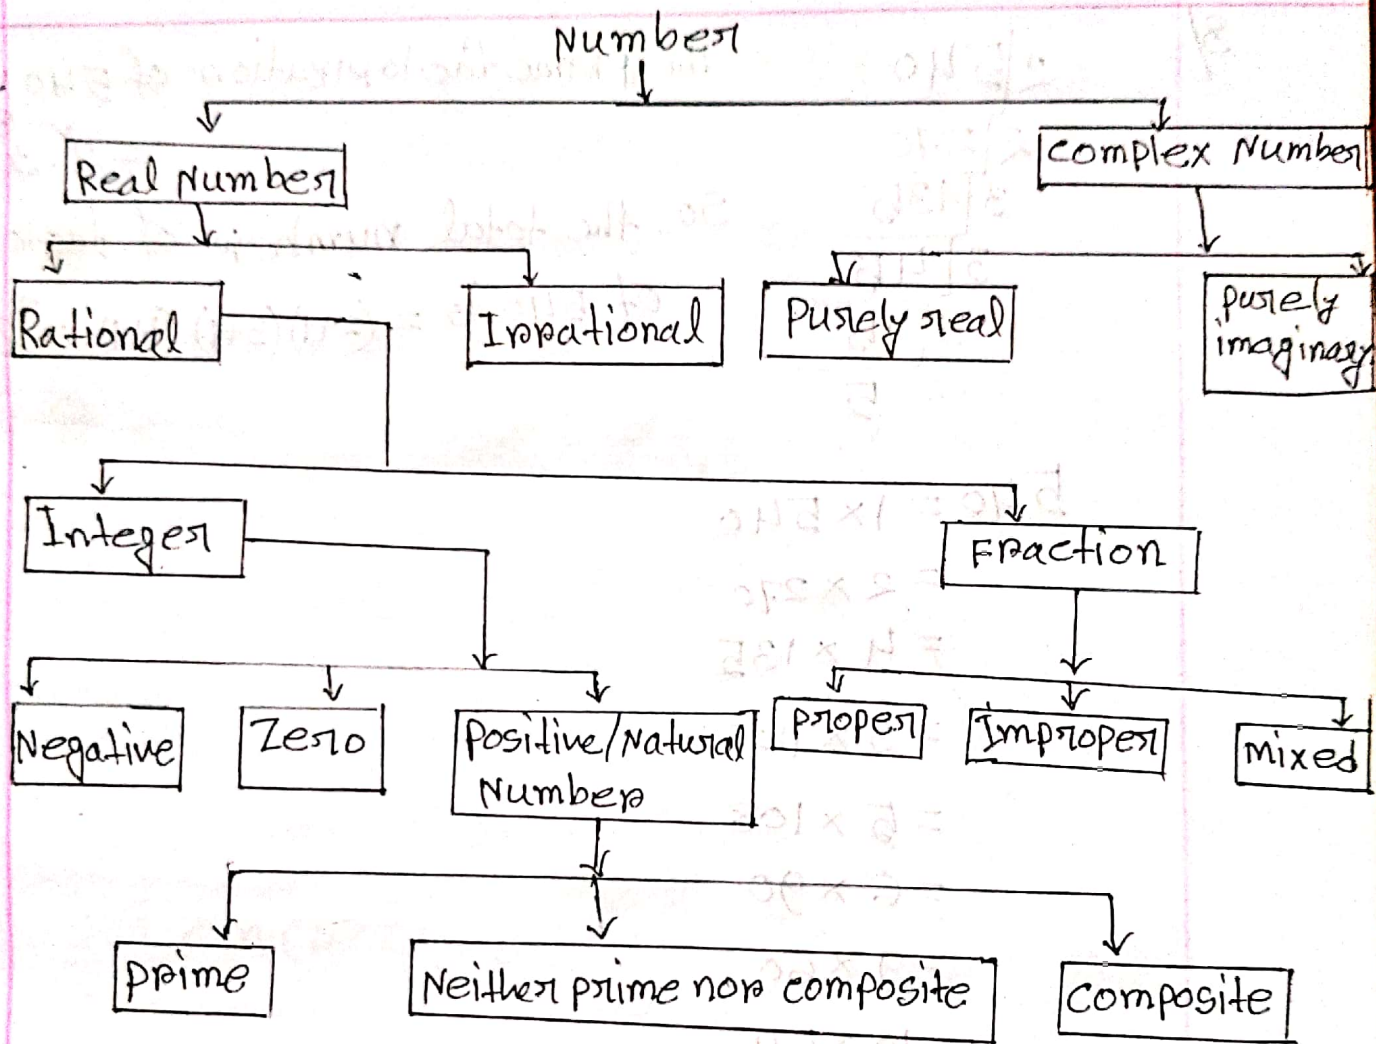 Number
Real Number
Complex Number
Rational
Irrational
Purely real
Purely
imaginary
Integer
Fraction
Negative
Zero
Positive/Natural
Number
Proper
Improper
Mixed
Prime
Neither prime nor composite
Composite